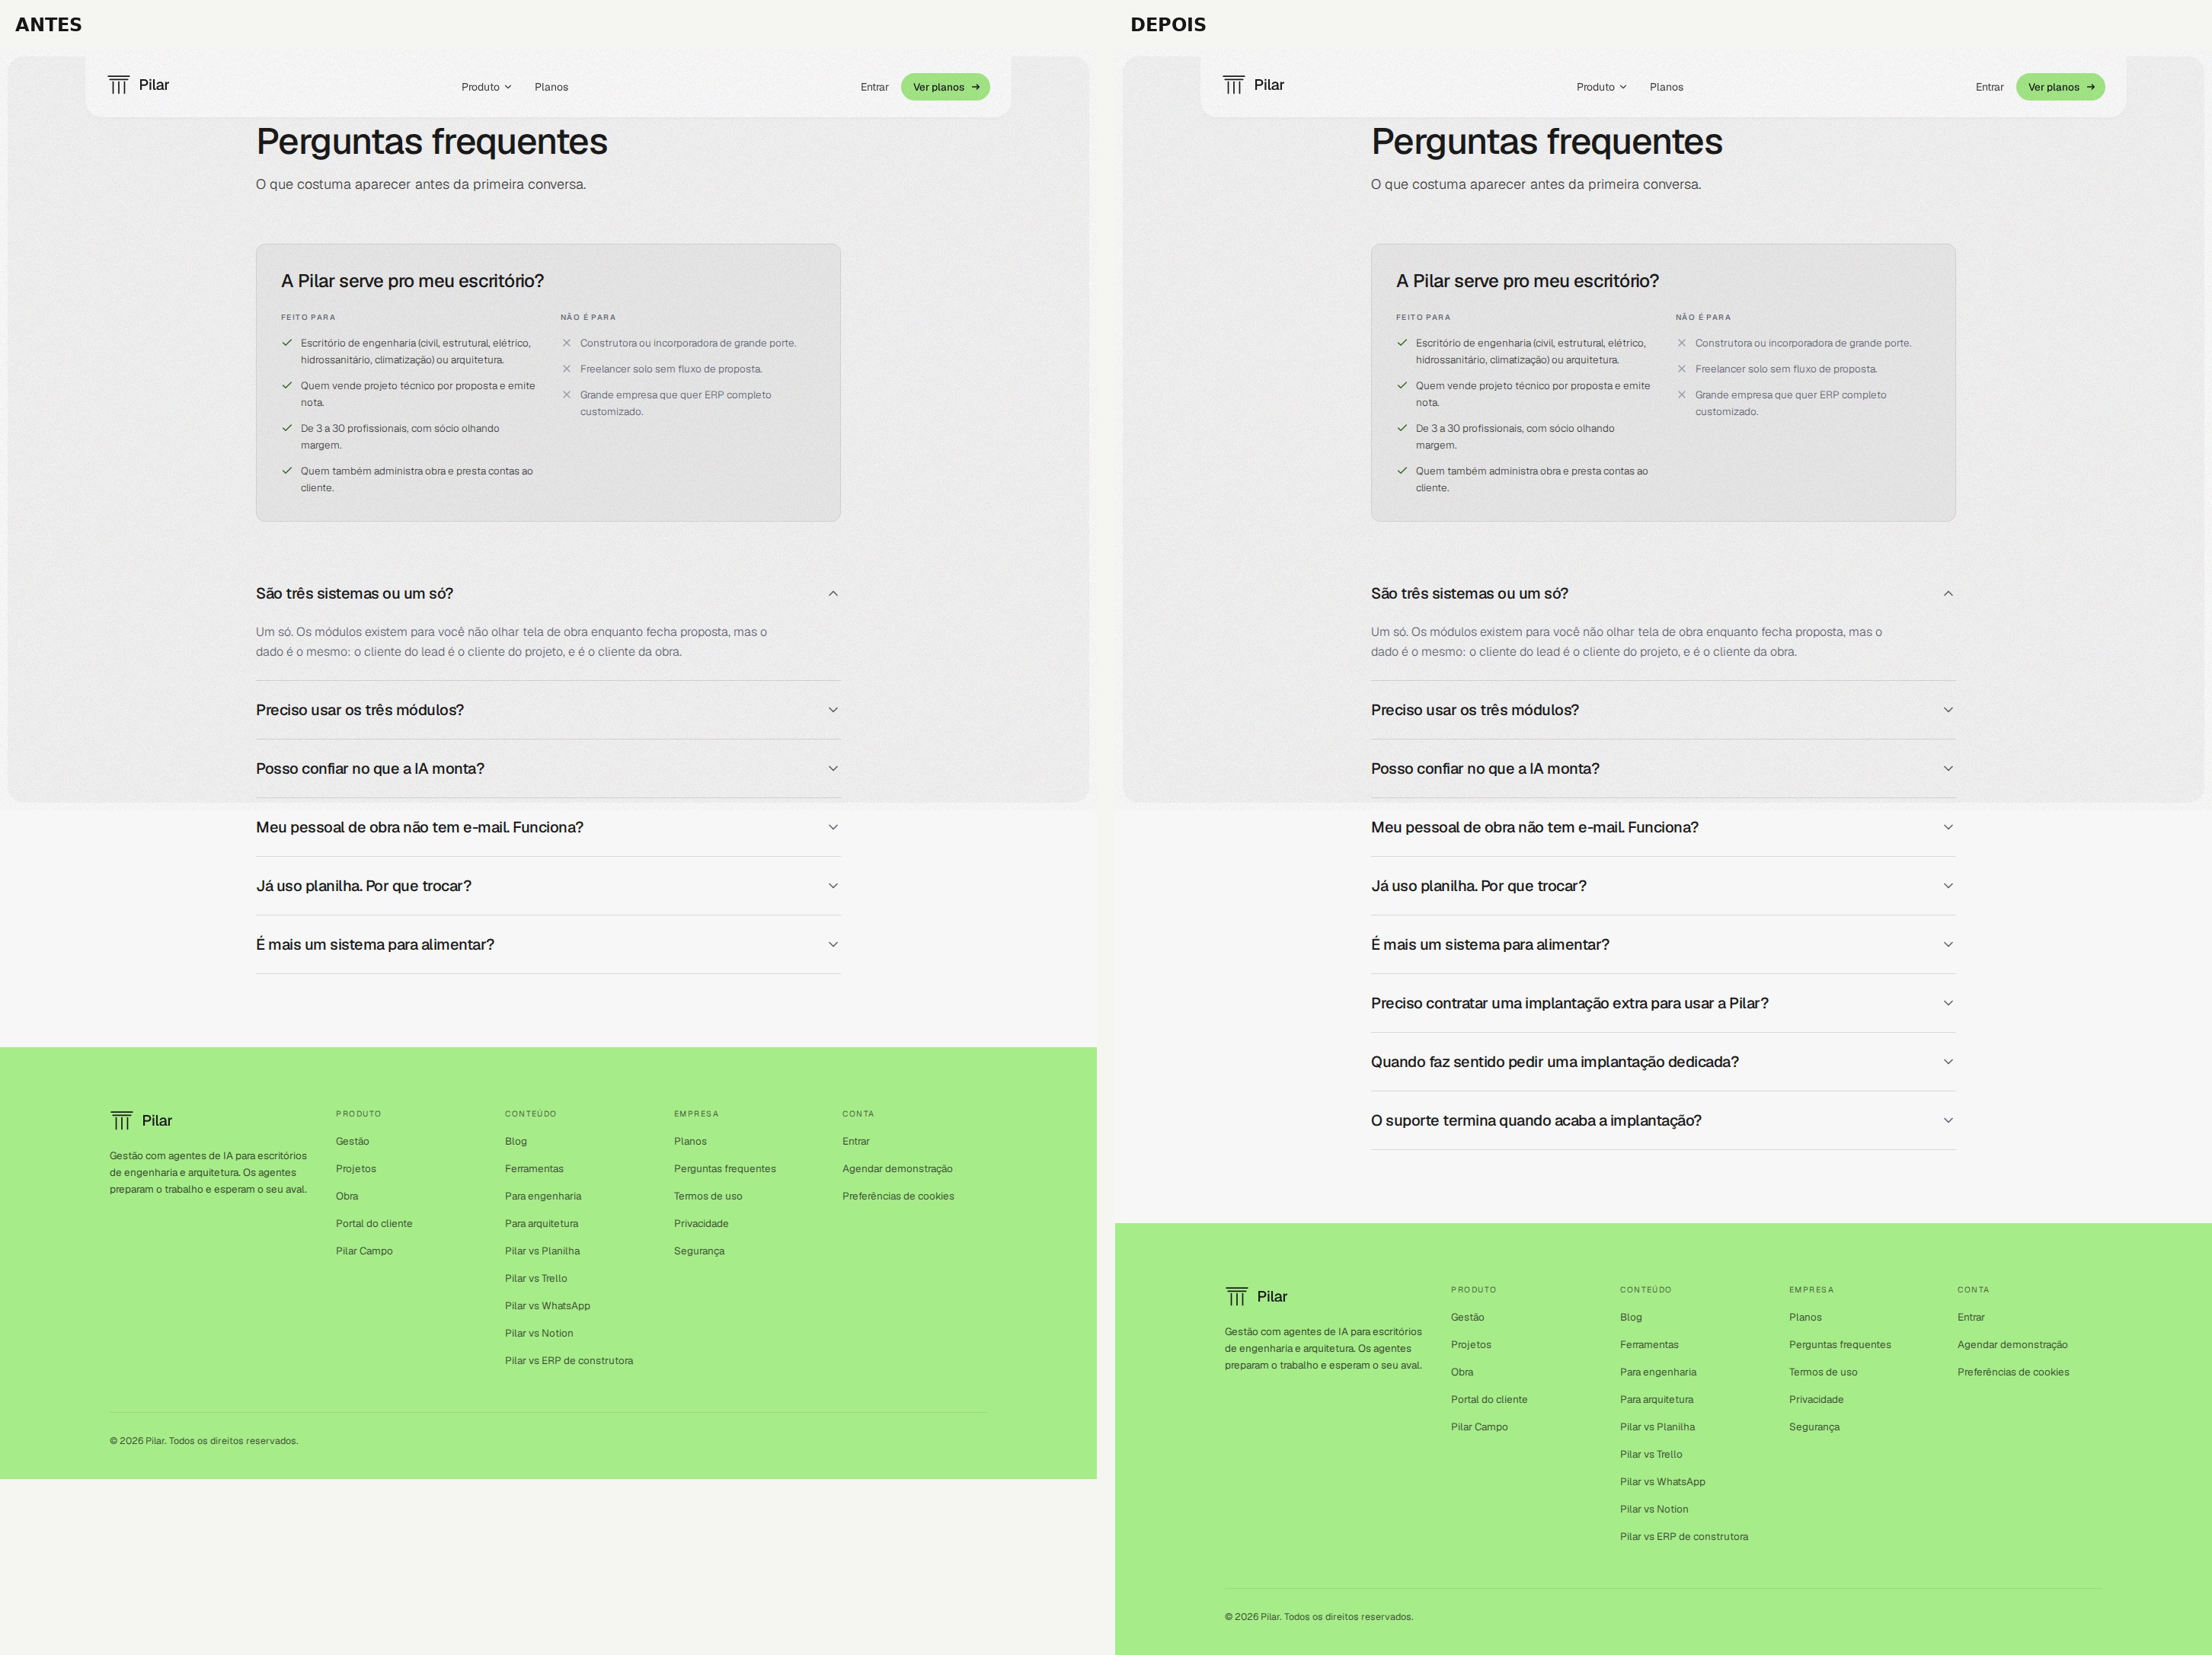 ANTES
Pilar
Produto
Planos
Entrar
Ver planos
Perguntas frequentes
O que costuma aparecer antes da primeira conversa.
A Pilar serve pro meu escritório?
FEITO PARA
Escritório de engenharia (civil, estrutural, elétrico,
hidrossanitário, climatização) ou arquitetura.
Quem vende projeto técnico por proposta e emite
nota.
De 3 a 30 profissionais, com sócio olhando
margem.
Quem também administra obra e presta contas ao
cliente.
NÃO É PARA
Construtora ou incorporadora de grande porte.
Freelancer solo sem fluxo de proposta.
Grande empresa que quer ERP completo
customizado.
São três sistemas ou um só?
Um só. Os módulos existem para você não olhar tela de obra enquanto fecha proposta, mas o
dado é o mesmo: o cliente do lead é o cliente do projeto, e é o cliente da obra.
Preciso usar os três módulos?
Posso confiar no que a IA monta?
Meu pessoal de obra não tem e-mail. Funciona?
Já uso planilha. Por que trocar?
É mais um sistema para alimentar?
Pilar
Gestão com agentes de IA para escritórios
de engenharia e arquitetura. Os agentes
preparam o trabalho e esperam o seu aval.
PRODUTO
Gestão
Projetos
Obra
Portal do cliente
Pilar Campo
CONTEÚDO
Blog
Ferramentas
Para engenharia
Para arquitetura
Pilar vs Planilha
Pilar vs Trello
Pilar vs WhatsApp
Pilar vs Notion
Pilar vs ERP de construtora
EMPRESA
Planos
Perguntas frequentes
Termos de uso
Privacidade
Segurança
CONTA
Entrar
Agendar demonstração
Preferências de cookies
© 2026 Pilar. Todos os direitos reservados.
DEPOIS
Pilar
Produto
Planos
Entrar
Ver planos
Perguntas frequentes
O que costuma aparecer antes da primeira conversa.
A Pilar serve pro meu escritório?
FEITO PARA
Escritório de engenharia (civil, estrutural, elétrico,
hidrossanitário, climatização) ou arquitetura.
Quem vende projeto técnico por proposta e emite
nota.
De 3 a 30 profissionais, com sócio olhando
margem.
Quem também administra obra e presta contas ao
cliente.
NÃO É PARA
Construtora ou incorporadora de grande porte.
Freelancer solo sem fluxo de proposta.
Grande empresa que quer ERP completo
customizado.
São três sistemas ou um só?
Um só. Os módulos existem para você não olhar tela de obra enquanto fecha proposta, mas o
dado é o mesmo: o cliente do lead é o cliente do projeto, e é o cliente da obra.
Preciso usar os três módulos?
Posso confiar no que a IA monta?
Meu pessoal de obra não tem e-mail. Funciona?
Já uso planilha. Por que trocar?
É mais um sistema para alimentar?
Preciso contratar uma implantação extra para usar a Pilar?
Quando faz sentido pedir uma implantação dedicada?
O suporte termina quando acaba a implantação?
Pilar
Gestão com agentes de IA para escritórios
de engenharia e arquitetura. Os agentes
preparam o trabalho e esperam o seu aval.
PRODUTO
Gestão
Projetos
Obra
Portal do cliente
Pilar Campo
CONTEÚDO
Blog
Ferramentas
Para engenharia
Para arquitetura
Pilar vs Planilha
Pilar vs Trello
Pilar vs WhatsApp
Pilar vs Notion
Pilar vs ERP de construtora
EMPRESA
Planos
Perguntas frequentes
Termos de uso
Privacidade
Segurança
CONTA
Entrar
Agendar demonstração
Preferências de cookies
© 2026 Pilar. Todos os direitos reservados.